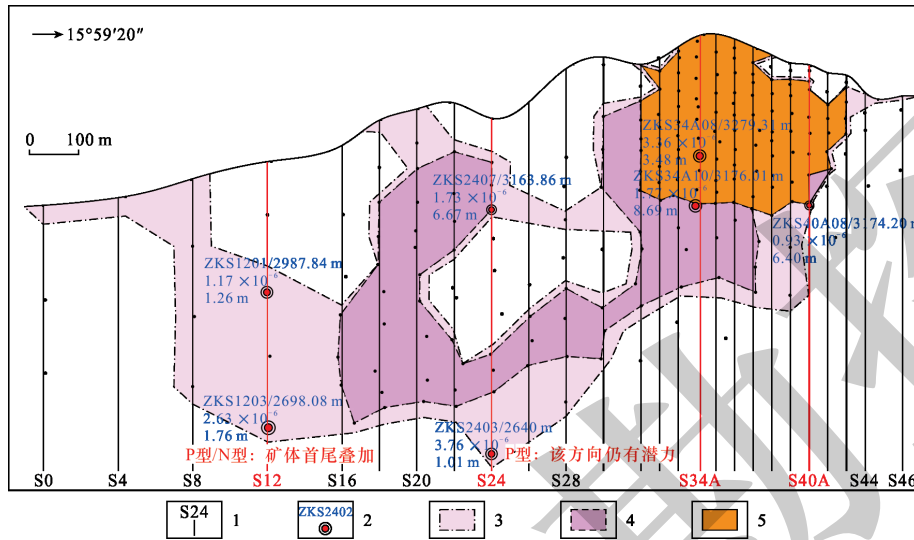 15°59′20″
0 100 m
ZKS34A08/3279.31 m
3.36 ×10⁻⁶
3.48 m
ZKS34A10/3176.01 m
1.77 ×10⁻⁶
8.69 m
ZKS2407/3163.86 m
1.73 ×10⁻⁶
6.67 m
ZKS40A08/3174.20 m
0.93 ×10⁻⁶
6.40 m
ZKS1201/2987.84 m
1.17 ×10⁻⁶
1.26 m
ZKS1203/2698.08 m
2.63 ×10⁻⁶
1.76 m
ZKS2403/2640 m
3.76 ×10⁻⁶
1.01 m
P型/N型：矿体首尾叠加
P型：该方向仍有潜力
S0 S4 S8 S12 S16 S20 S24 S28 S34A S40A S44 S46
S24 1 ZKS2402 2 3 4 5